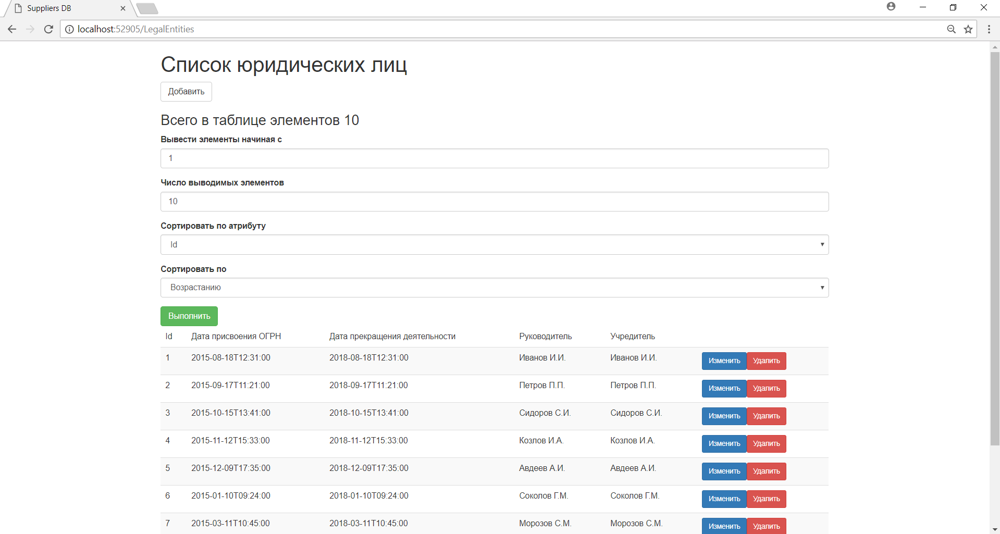 Suppliers DB
localhost:52905/LegalEntities
Список юридических лиц
Добавить
Всего в таблице элементов 10
Вывести элементы начиная с
1
Число выводимых элементов
10
Сортировать по атрибуту
Id
Сортировать по
Возрастанию
Выполнить
Id Дата присвоения ОГРН Дата прекращения деятельности Руководитель Учредитель
1 2015-08-18T12:31:00 2018-08-18T12:31:00 Иванов И.И. Иванов И.И. Изменить Удалить
2 2015-09-17T11:21:00 2018-09-17T11:21:00 Петров П.П. Петров П.П. Изменить Удалить
3 2015-10-15T13:41:00 2018-10-15T13:41:00 Сидоров С.И. Сидоров С.И. Изменить Удалить
4 2015-11-12T15:33:00 2018-11-12T15:33:00 Козлов И.А. Козлов И.А. Изменить Удалить
5 2015-12-09T17:35:00 2018-12-09T17:35:00 Авдеев А.И. Авдеев А.И. Изменить Удалить
6 2015-01-10T09:24:00 2018-01-10T09:24:00 Соколов Г.М. Соколов Г.М. Изменить Удалить
7 2015-03-11T10:45:00 2018-03-11T10:45:00 Морозов С.М. Морозов С.М. Изменить Удалить